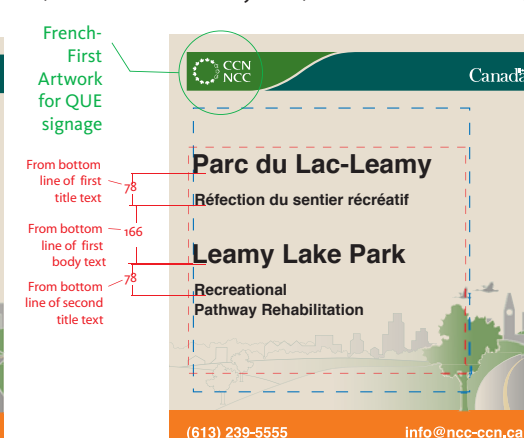 French-
First
Artwork
for QUE
signage
CCN
NCC
Canada
From bottom
line of first
title text
78
From bottom
line of first
body text
166
From bottom
line of second
title text
78
Parc du Lac-Leamy
Réfection du sentier récréatif
Leamy Lake Park
Recreational
Pathway Rehabilitation
(613) 239-5555
info@ncc-ccn.ca